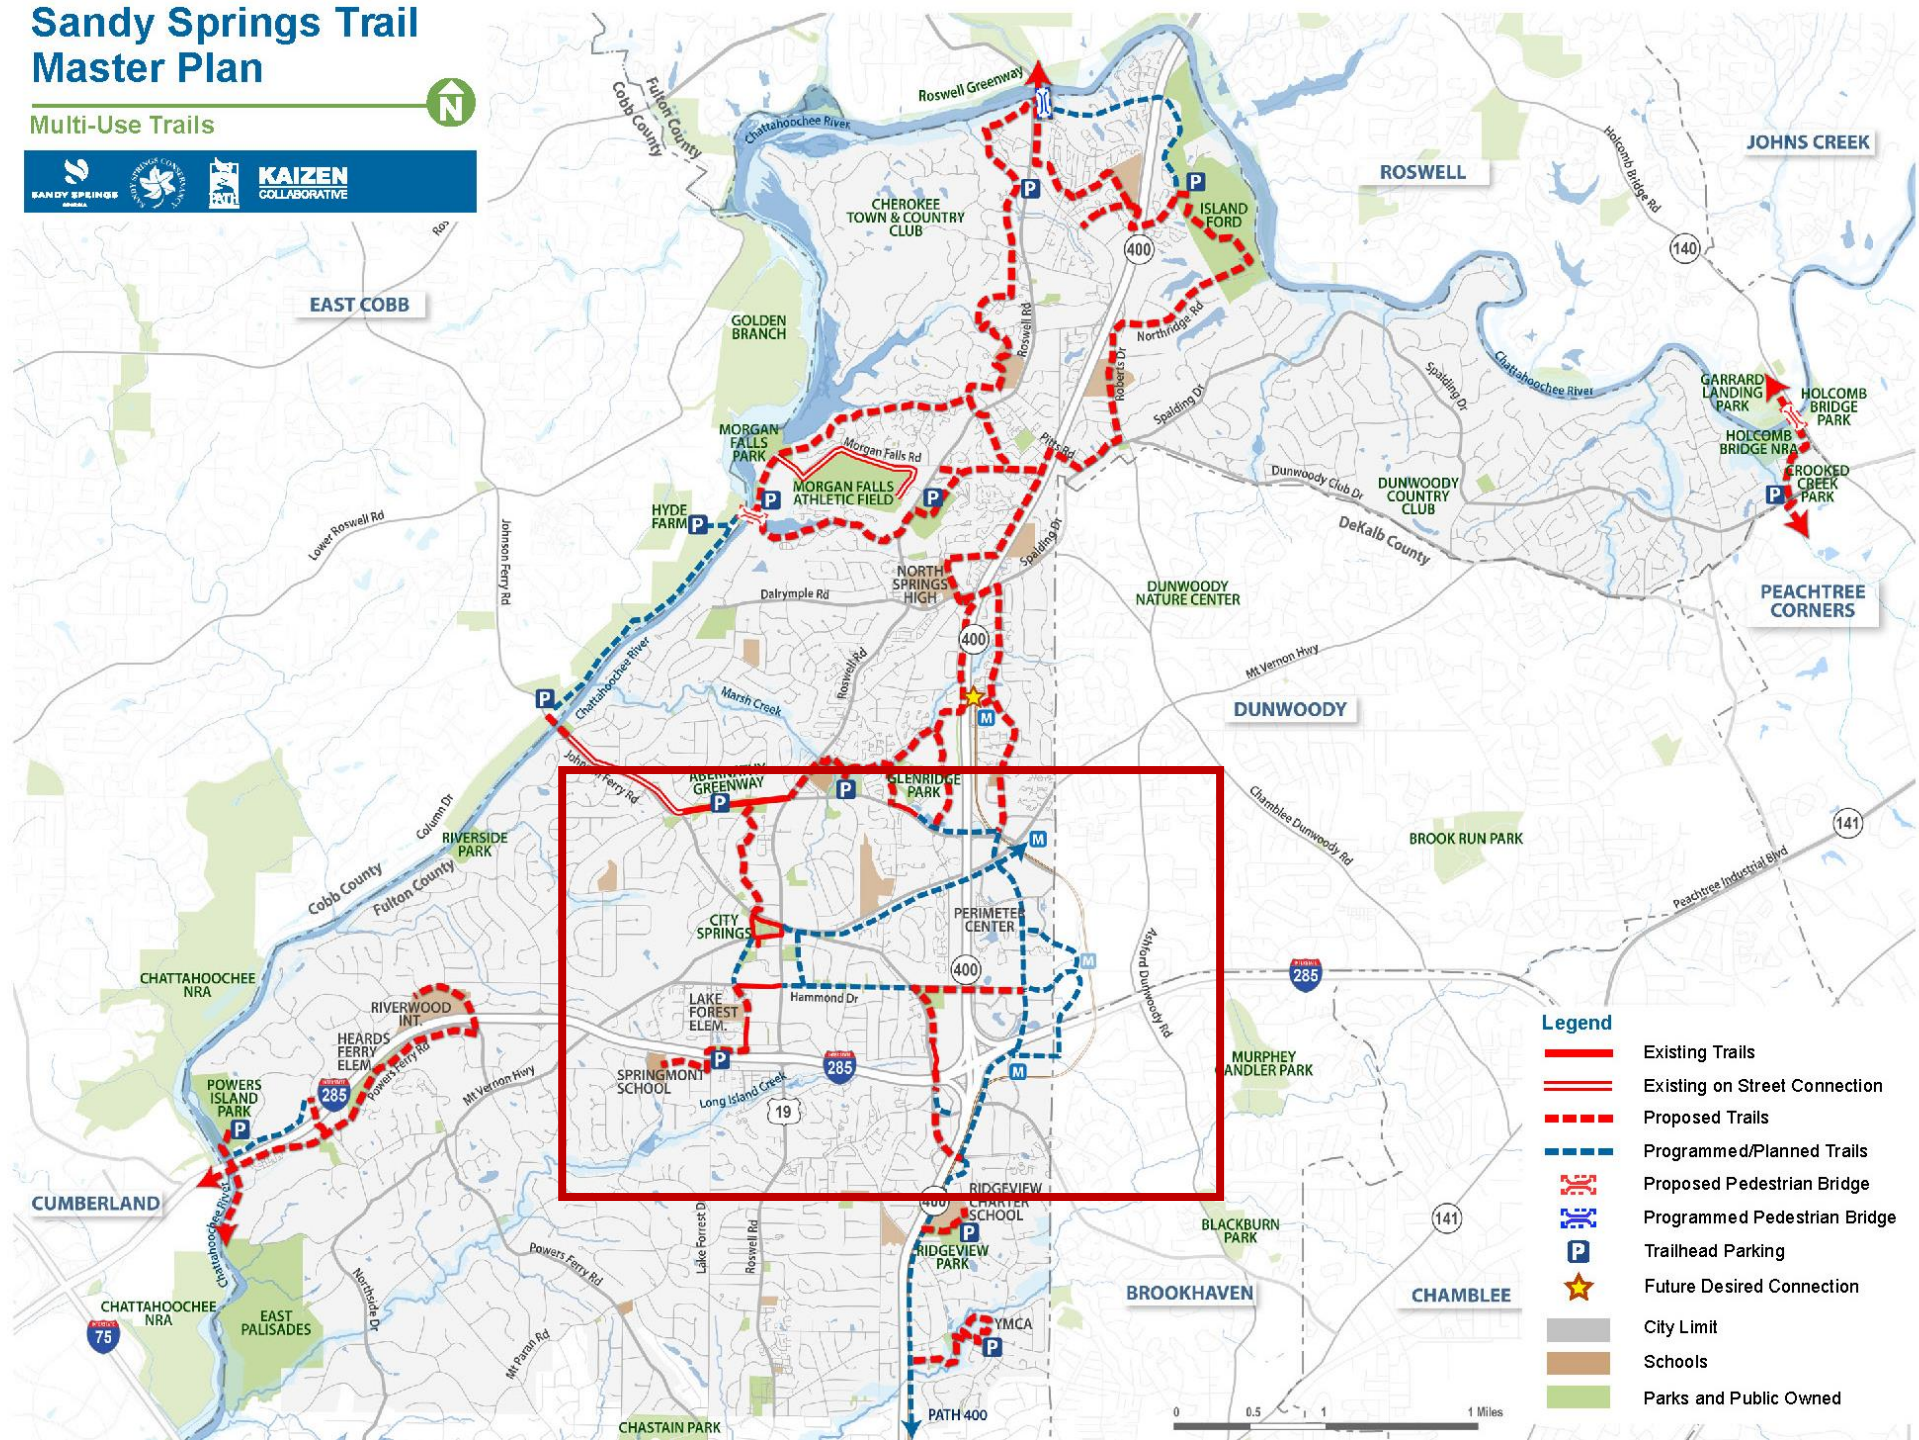 Sandy Springs Trail
Master Plan
N
Multi-Use Trails
SANDY SPRINGS
GEORGIA
SANDY SPRINGS CONSERVANCY
PATH
KAIZEN
COLLABORATIVE
Roswell Greenway
Fulton County
Cobb County
Chattahoochee River
JOHNS CREEK
ROSWELL
Holcomb Bridge Rd
P
P
CHEROKEE
TOWN & COUNTRY
CLUB
ISLAND
FORD
400
140
EAST COBB
GOLDEN
BRANCH
Roswell Rd
Northridge Rd
Roberts Dr
Spalding Dr
Spalding Dr
Chattahoochee River
GARRARD
LANDING
PARK
HOLCOMB
BRIDGE
PARK
HOLCOMB
BRIDGE NRA
CROOKED
CREEK
PARK
P
MORGAN
FALLS
PARK
Morgan Falls Rd
Pitts Rd
MORGAN FALLS
ATHLETIC FIELD
P
P
Dunwoody Club Dr
DUNWOODY
COUNTRY
CLUB
DeKalb County
HYDE
FARM
P
Lower Roswell Rd
Johnson Ferry Rd
Spalding Dr
NORTH
SPRINGS
HIGH
Dalrymple Rd
DUNWOODY
NATURE CENTER
PEACHTREE
CORNERS
400
Mt Vernon Hwy
Roswell Rd
Chattahoochee River
P
Marsh Creek
M
DUNWOODY
Johnson Ferry Rd
ABERNATHY
GREENWAY
P
P
GLENRIDGE
PARK
Column Dr
RIVERSIDE
PARK
Chamblee Dunwoody Rd
M
BROOK RUN PARK
141
Cobb County
Fulton County
Peachtree Industrial Blvd
CITY
SPRINGS
PERIMETER
CENTER
Ashford Dunwoody Rd
M
400
285
CHATTAHOOCHEE
NRA
Hammond Dr
LAKE
FOREST
ELEM.
RIVERWOOD
INT.
HEARDS
FERRY
ELEM.
Powers Ferry Rd
P
285
M
SPRINGMONT
SCHOOL
Long Island Creek
MURPHEY
CANDLER PARK
POWERS
ISLAND
PARK
285
P
Mt Vernon Hwy
19
CUMBERLAND
Chattahoochee River
400
RIDGEVIEW
CHARTER
SCHOOL
P
RIDGEVIEW
PARK
Lake Forrest D
Roswell Rd
Powers Ferry Rd
BLACKBURN
PARK
141
Northside Dr
CHATTAHOOCHEE
NRA
EAST
PALISADES
75
BROOKHAVEN
CHAMBLEE
YMCA
P
Mt Paran Rd
CHASTAIN PARK
PATH 400
0
0.5
1
1 Miles
Legend
Existing Trails
Existing on Street Connection
Proposed Trails
Programmed/Planned Trails
Proposed Pedestrian Bridge
Programmed Pedestrian Bridge
P
Trailhead Parking
Future Desired Connection
City Limit
Schools
Parks and Public Owned